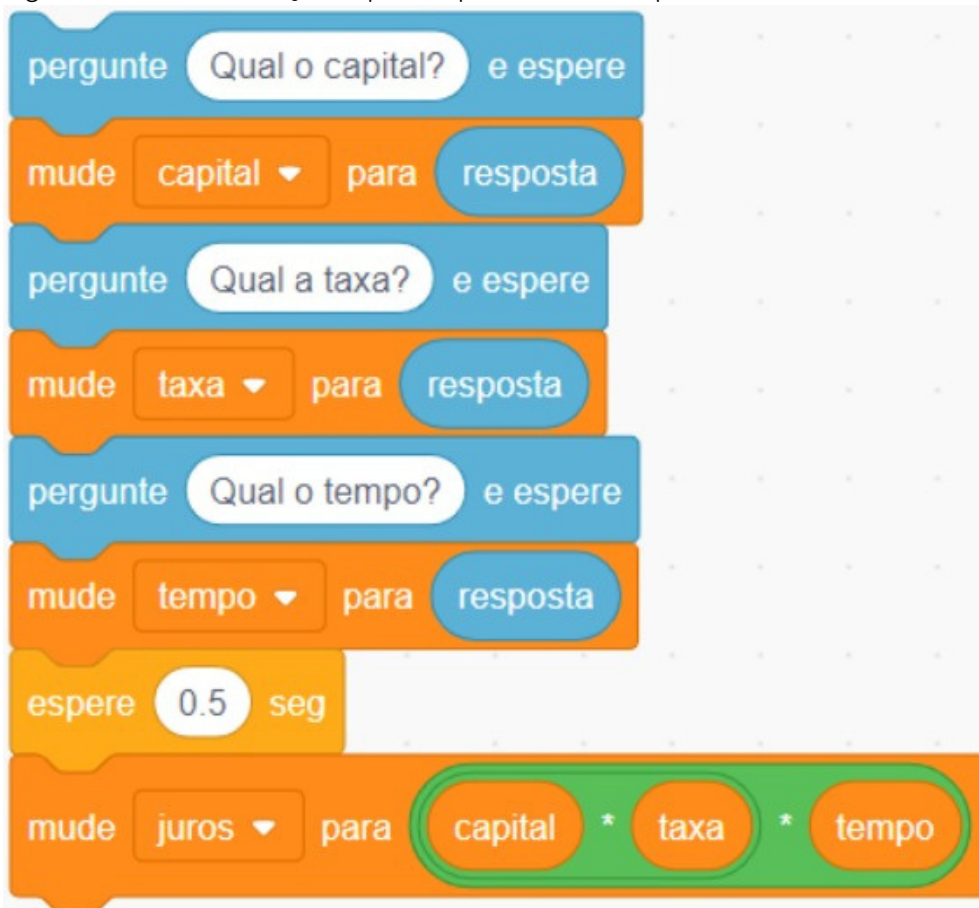 pergunte Qual o capital? e espere
mude capital para resposta
pergunte Qual a taxa? e espere
mude taxa para resposta
pergunte Qual o tempo? e espere
mude tempo para resposta
espere 0.5 seg
mude juros para capital * taxa * tempo